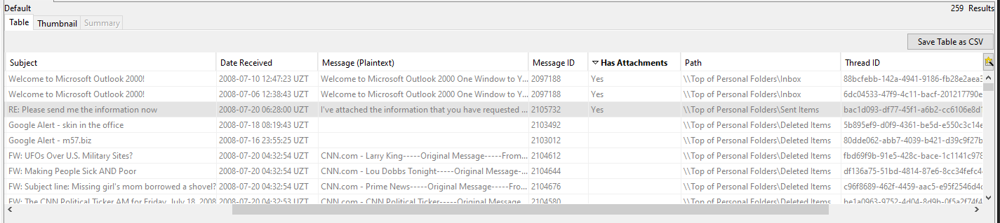 Default 259 Results
Table Thumbnail Summary
Save Table as CSV
Subject Date Received Message (Plaintext) Message ID Has Attachments Path Thread ID
Welcome to Microsoft Outlook 2000! 2008-07-10 12:47:23 UZT Welcome to Microsoft Outlook 2000 One Window to Y... 2097188 Yes \\Top of Personal Folders\Inbox 88bcfebb-142a-4941-9186-fb28e2aea3
Welcome to Microsoft Outlook 2000! 2008-07-06 12:38:43 UZT Welcome to Microsoft Outlook 2000 One Window to Y... 2097188 Yes \\Top of Personal Folders\Inbox 6dc04533-47f9-4c11-bacf-201217790e
RE: Please send me the information now 2008-07-20 06:28:00 UZT I've attached the information that you have requested ... 2105732 Yes \\Top of Personal Folders\Sent Items bac1d093-df77-45f1-a6b2-cc6106e8d1
Google Alert - skin in the office 2008-07-18 08:19:43 UZT 2103492 \\Top of Personal Folders\Deleted Items 5b895ef9-d0f9-4361-be5d-e550c3c14e
Google Alert - m57.biz 2008-07-16 23:55:25 UZT 2103012 \\Top of Personal Folders\Deleted Items 80dde062-abb7-4039-b421-d39c9f27b
FW: UFOs Over U.S. Military Sites? 2008-07-20 04:32:54 UZT CNN.com - Larry King-----Original Message-----From... 2104612 \\Top of Personal Folders\Deleted Items fbd69f9b-91e5-428c-bace-1c1141c978
FW: Making People Sick AND Poor 2008-07-20 04:32:54 UZT CNN.com - Lou Dobbs Tonight-----Original Message-... 2104644 \\Top of Personal Folders\Deleted Items df136a75-51bd-4814-87e6-8cc34fefc4
FW: Subject line: Missing girl's mom borrowed a shovel? 2008-07-20 04:32:54 UZT CNN.com - Prime News-----Original Message-----Fro... 2104676 \\Top of Personal Folders\Deleted Items c96f8689-462f-4459-aac5-e95f2546d4
FW: The CNN Political Ticker AM for Friday, July 18, 2008 2008-07-20 04:32:53 UZT CNN.com - CNN Political Ticker-----Original Message... 2104580 \\Top of Personal Folders\Deleted Items be1a0963-9752-4d04-8d9b-0f5a2f74f4